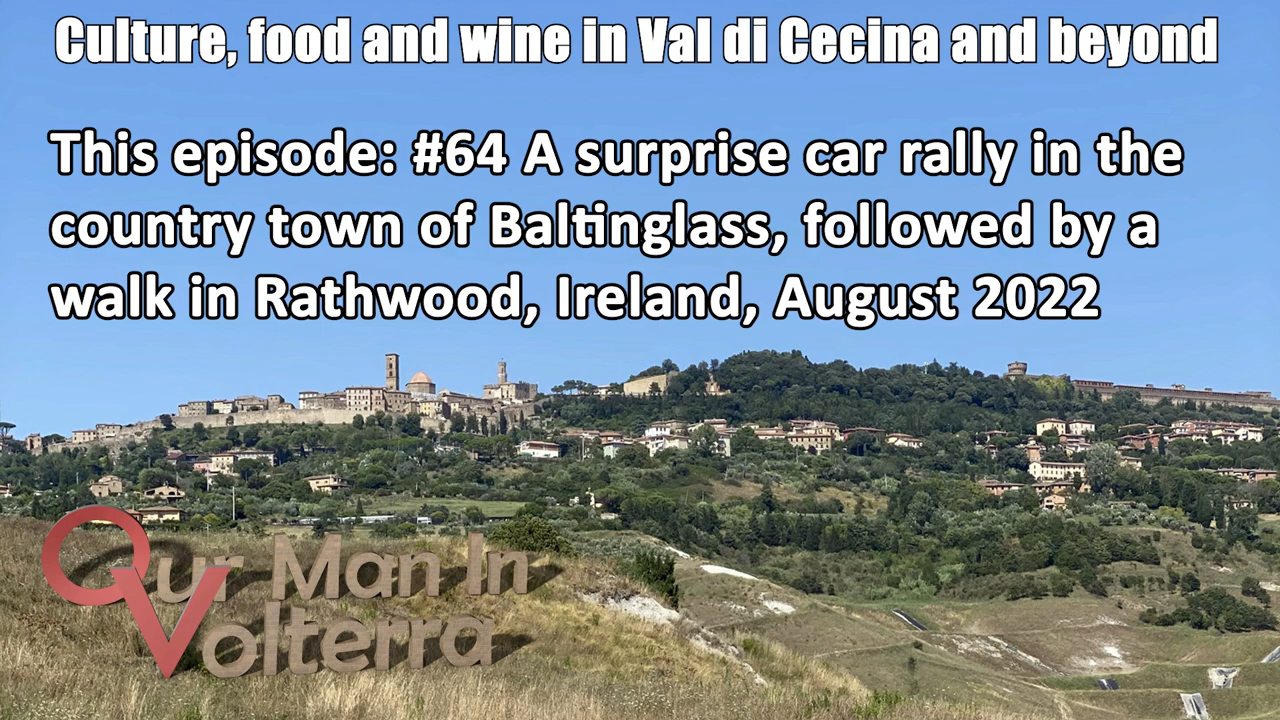 Culture, food and wine in Val di Cecina and beyond
This episode: #64 A surprise car rally in the
country town of Baltinglass, followed by a
walk in Rathwood, Ireland, August 2022
Our Man In
Volterra